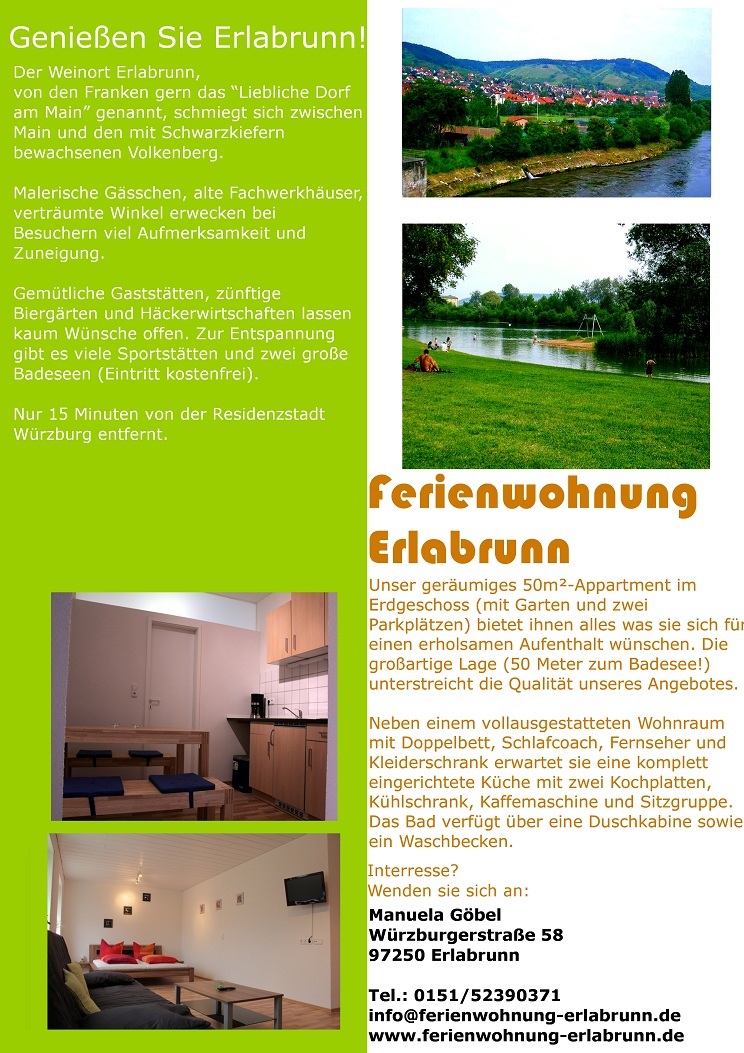 Genießen Sie Erlabrunn!
Der Weinort Erlabrunn,
von den Franken gern das “Liebliche Dorf
am Main” genannt, schmiegt sich zwischen
Main und den mit Schwarzkiefern
bewachsenen Volkenberg.
Malerische Gässchen, alte Fachwerkhäuser,
verträumte Winkel erwecken bei
Besuchern viel Aufmerksamkeit und
Zuneigung.
Gemütliche Gaststätten, zünftige
Biergärten und Häckerwirtschaften lassen
kaum Wünsche offen. Zur Entspannung
gibt es viele Sportstätten und zwei große
Badeseen (Eintritt kostenfrei).
Nur 15 Minuten von der Residenzstadt
Würzburg entfernt.
Ferienwohnung
Erlabrunn
Unser geräumiges 50m²-Appartment im
Erdgeschoss (mit Garten und zwei
Parkplätzen) bietet ihnen alles was sie sich für
einen erholsamen Aufenthalt wünschen. Die
großartige Lage (50 Meter zum Badesee!)
unterstreicht die Qualität unseres Angebotes.
Neben einem vollausgestatteten Wohnraum
mit Doppelbett, Schlafcoach, Fernseher und
Kleiderschrank erwartet sie eine komplett
eingerichtete Küche mit zwei Kochplatten,
Kühlschrank, Kaffemaschine und Sitzgruppe.
Das Bad verfügt über eine Duschkabine sowie
ein Waschbecken.
Interresse?
Wenden sie sich an:
Manuela Göbel
Würzburgerstraße 58
97250 Erlabrunn
Tel.: 0151/52390371
info@ferienwohnung-erlabrunn.de
www.ferienwohnung-erlabrunn.de